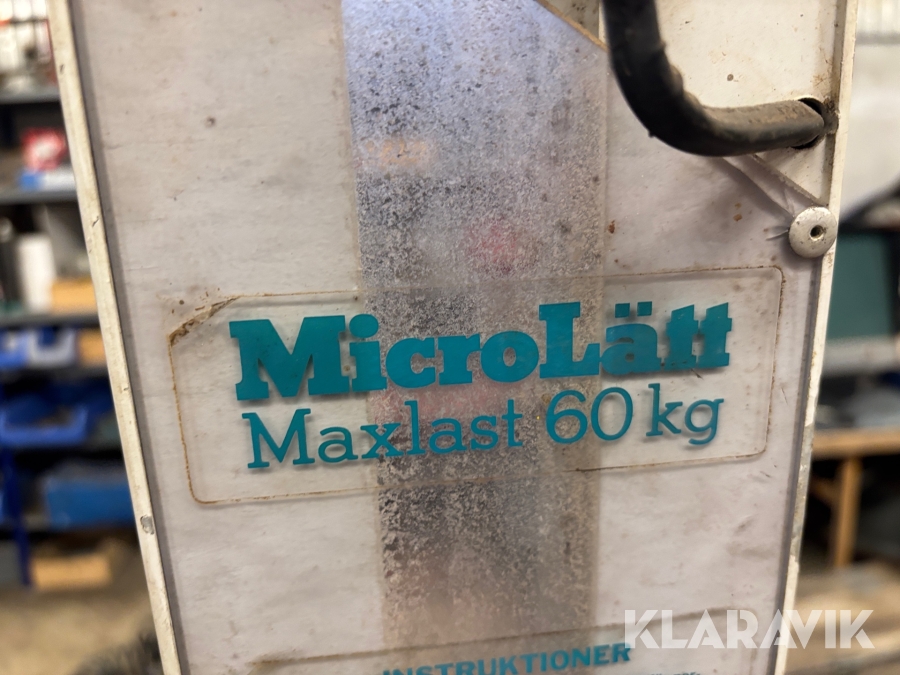 MicroLätt
Maxlast 60 kg
INSTRUKTIONER
KLARAVIK